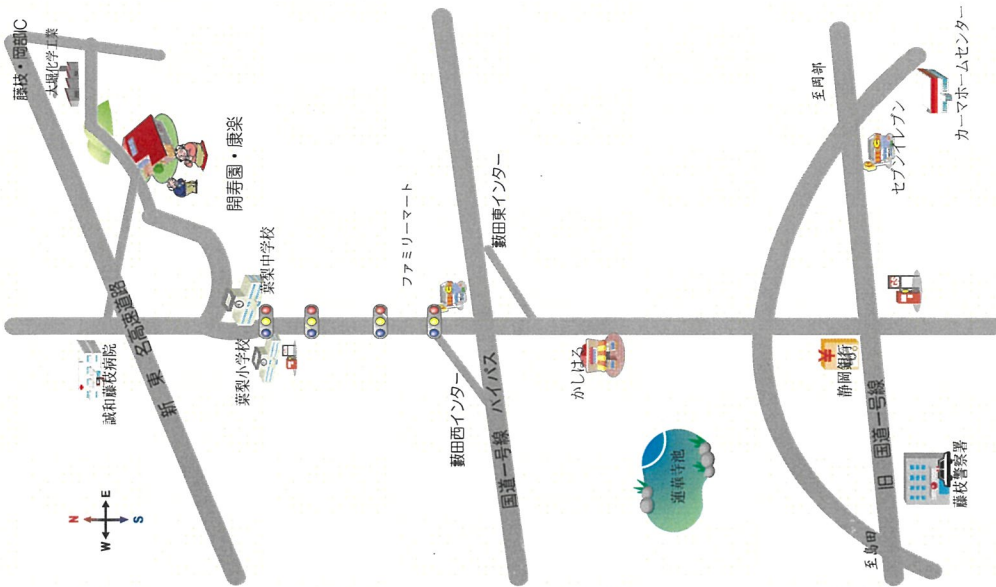 藤枝・岡部IC
大堀化学工業
開寿園・康楽
葉梨中学校
新東名高速道路
誠和藤枝病院
葉梨小学校
N
W
E
S
ファミリーマート
藪田東インター
藪田西インター
国道一号線 バイパス
かしはる
蓮華寺池
至岡部
カーマホームセンター
セブンイレブン
静岡銀行
旧 国道一号線
藤枝警察署
至島田